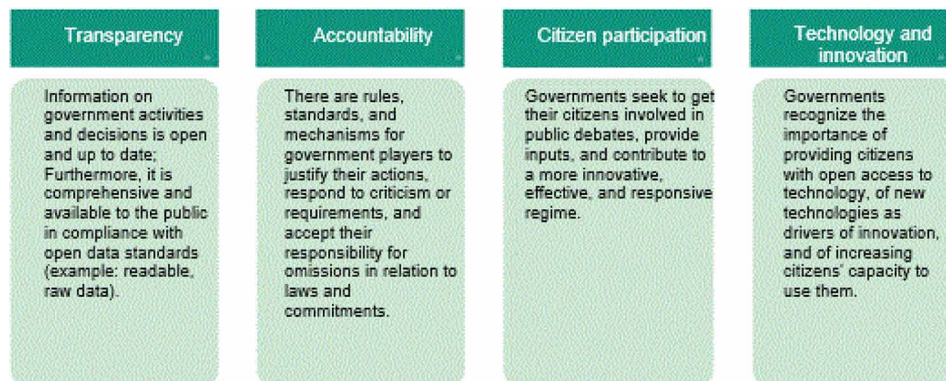 Transparency
Information on
government activities
and decisions is open
and up to date;
Furthermore, it is
comprehensive and
available to the public
in compliance with
open data standards
(example: readable,
raw data).
Accountability
There are rules,
standards, and
mechanisms for
government players to
justify their actions,
respond to criticism or
requirements, and
accept their
responsibility for
omissions in relation to
laws and
commitments.
Citizen participation
Governments seek to get
their citizens involved in
public debates, provide
inputs, and contribute to
a more innovative,
effective, and responsive
regime.
Technology and
innovation
Governments
recognize the
importance of
providing citizens
with open access to
technology, of new
technologies as
drivers of innovation,
and of increasing
citizens' capacity to
use them.